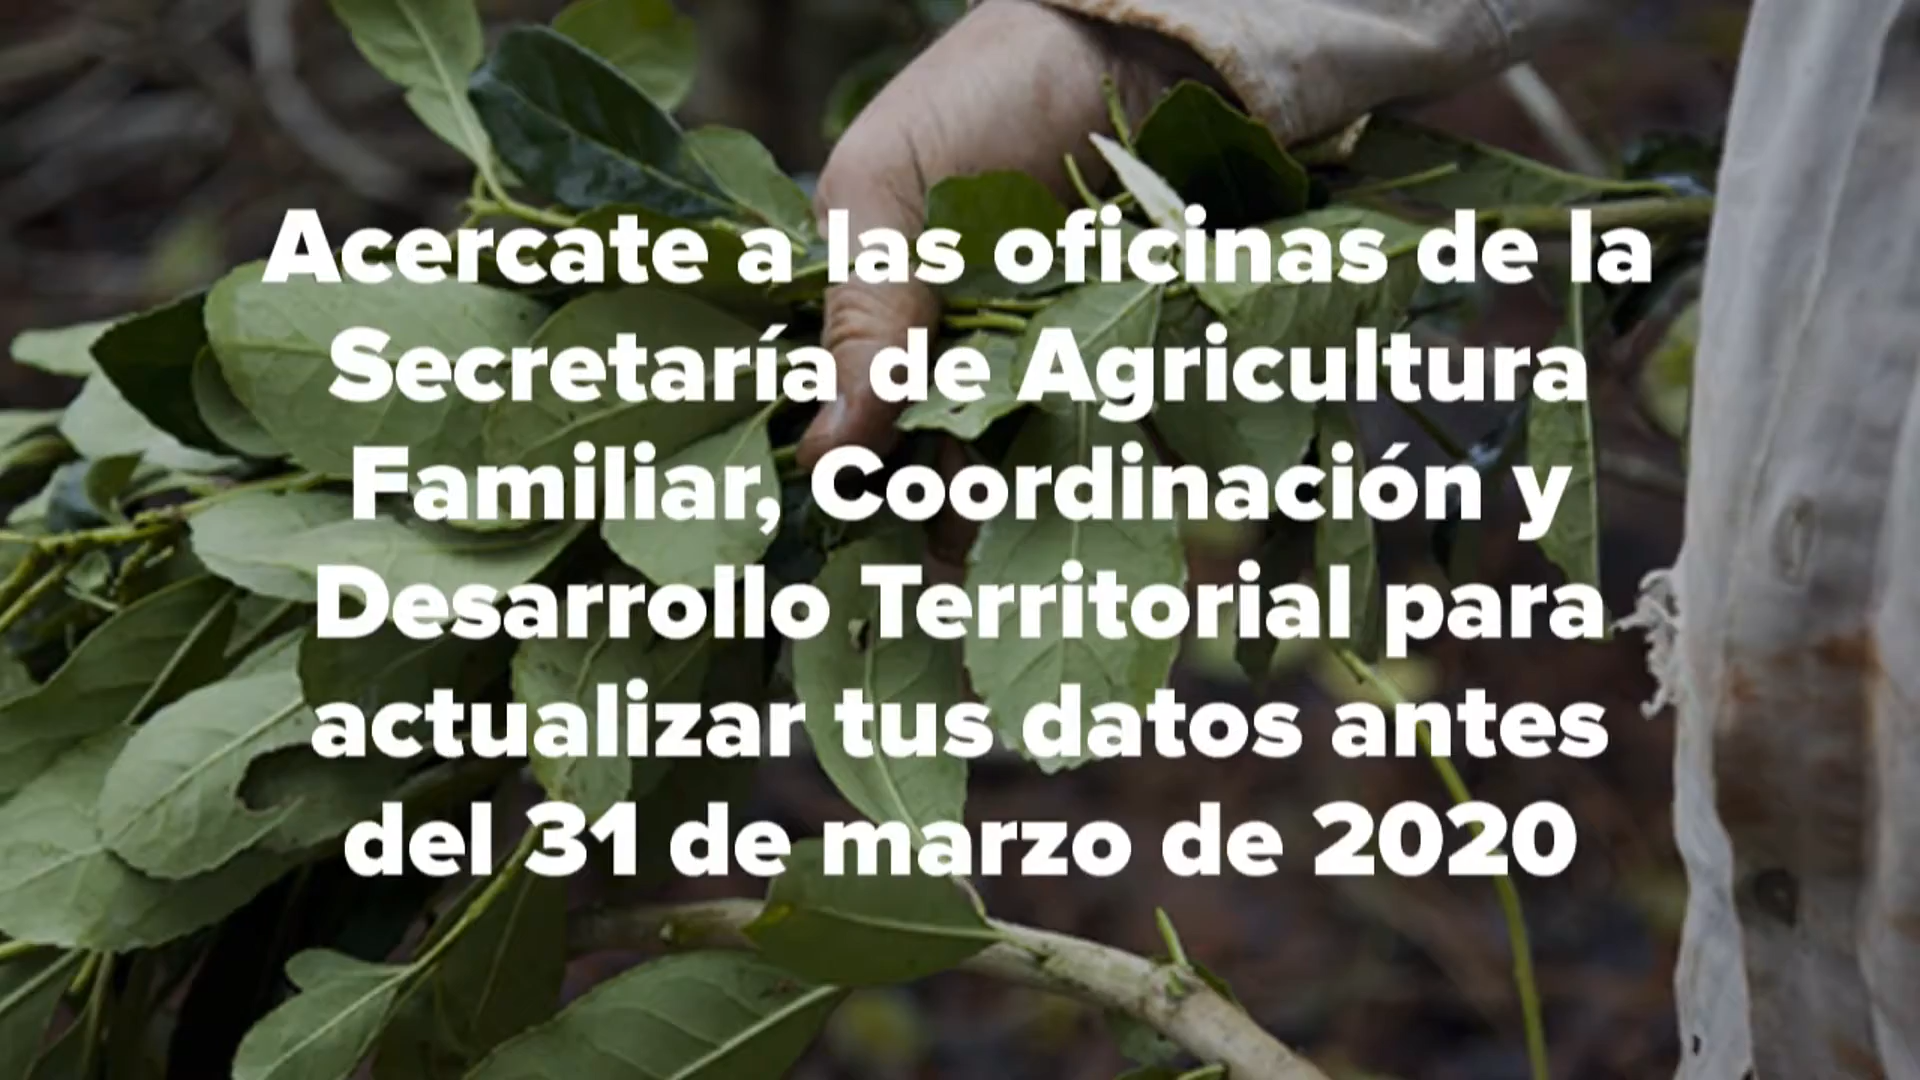 Acercate a las oficinas de la
Secretaría de Agricultura
Familiar, Coordinación y
Desarrollo Territorial para
actualizar tus datos antes
del 31 de marzo de 2020